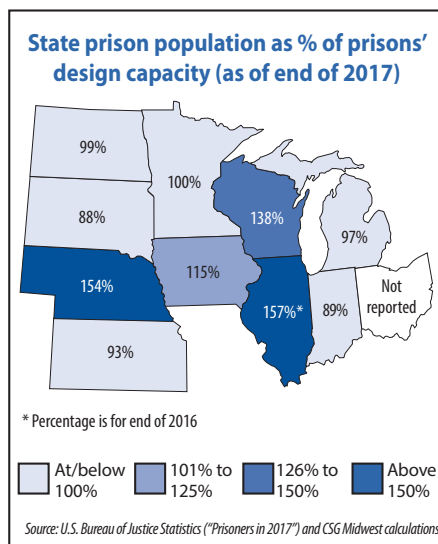 State prison population as % of prisons’
design capacity (as of end of 2017)
99%
100%
88%
138%
97%
115%
154%
157%*
89%
Not
reported
93%
* Percentage is for end of 2016
At/below
100%
101% to
125%
126% to
150%
Above
150%
Source: U.S. Bureau of Justice Statistics (“Prisoners in 2017”) and CSG Midwest calculations